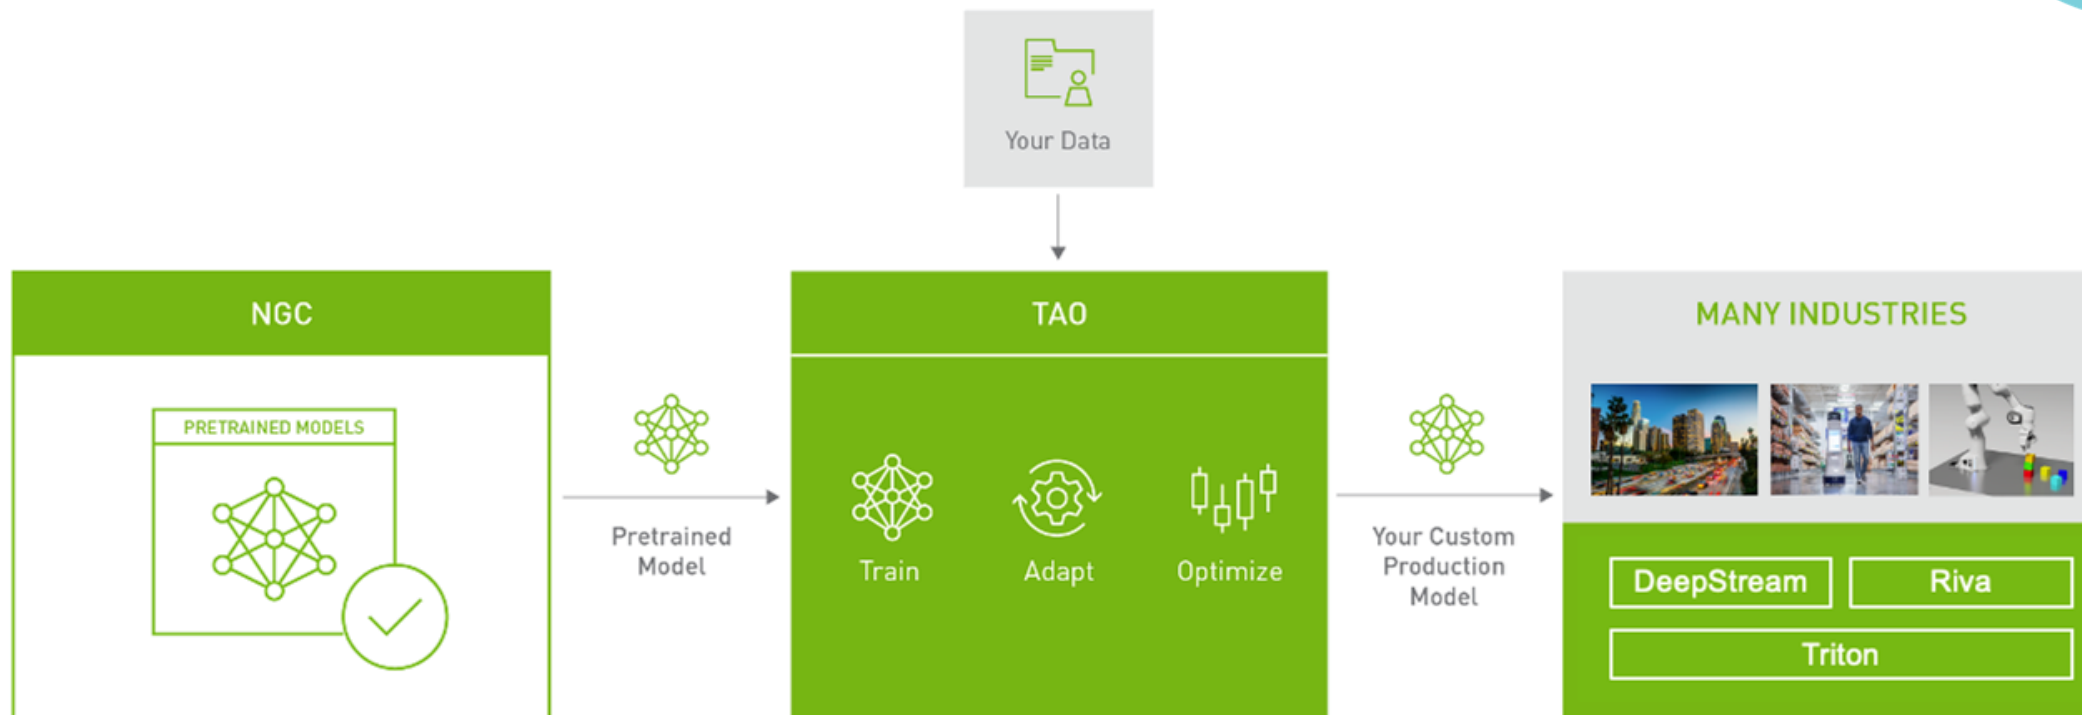 Your Data
NGC
PRETRAINED MODELS
Pretrained
Model
TAO
Train
Adapt
Optimize
Your Custom
Production
Model
MANY INDUSTRIES
DeepStream
Riva
Triton